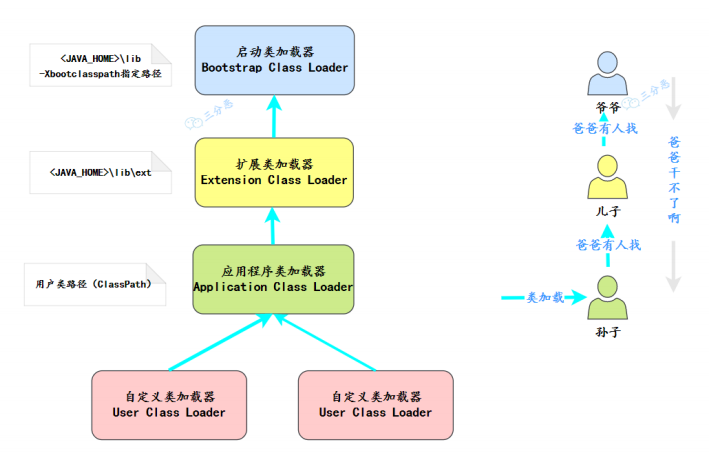 <JAVA_HOME>\lib
-Xbootclasspath指定路径
启动类加载器
Bootstrap Class Loader
三分恶
<JAVA_HOME>\lib\ext
扩展类加载器
Extension Class Loader
用户类路径（ClassPath）
应用程序类加载器
Application Class Loader
自定义类加载器
User Class Loader
自定义类加载器
User Class Loader
三分恶
爷爷
爸爸有人找
儿子
爸爸有人找
类加载
孙子
爸爸干不了啊